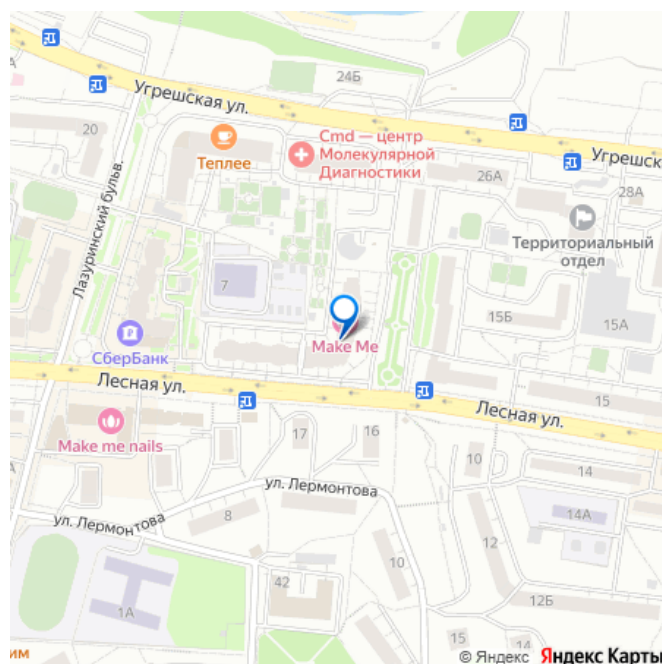 24Б
Угрешская ул.
20
Теплее
Cmd — центр
Молекулярной
Диагностики
Угрешск
26А
28А
Территориальный
отдел
Лазуринский бульв.
7
15Б
15А
Make Me
СберБанк
Лесная ул.
15
Лесная ул.
Make me nails
17
16
10
14
ул. Лермонтова
ул. Лермонтова
8
14А
12
10
42
1А
12Б
15
14
им
© Яндекс Яндекс Карты